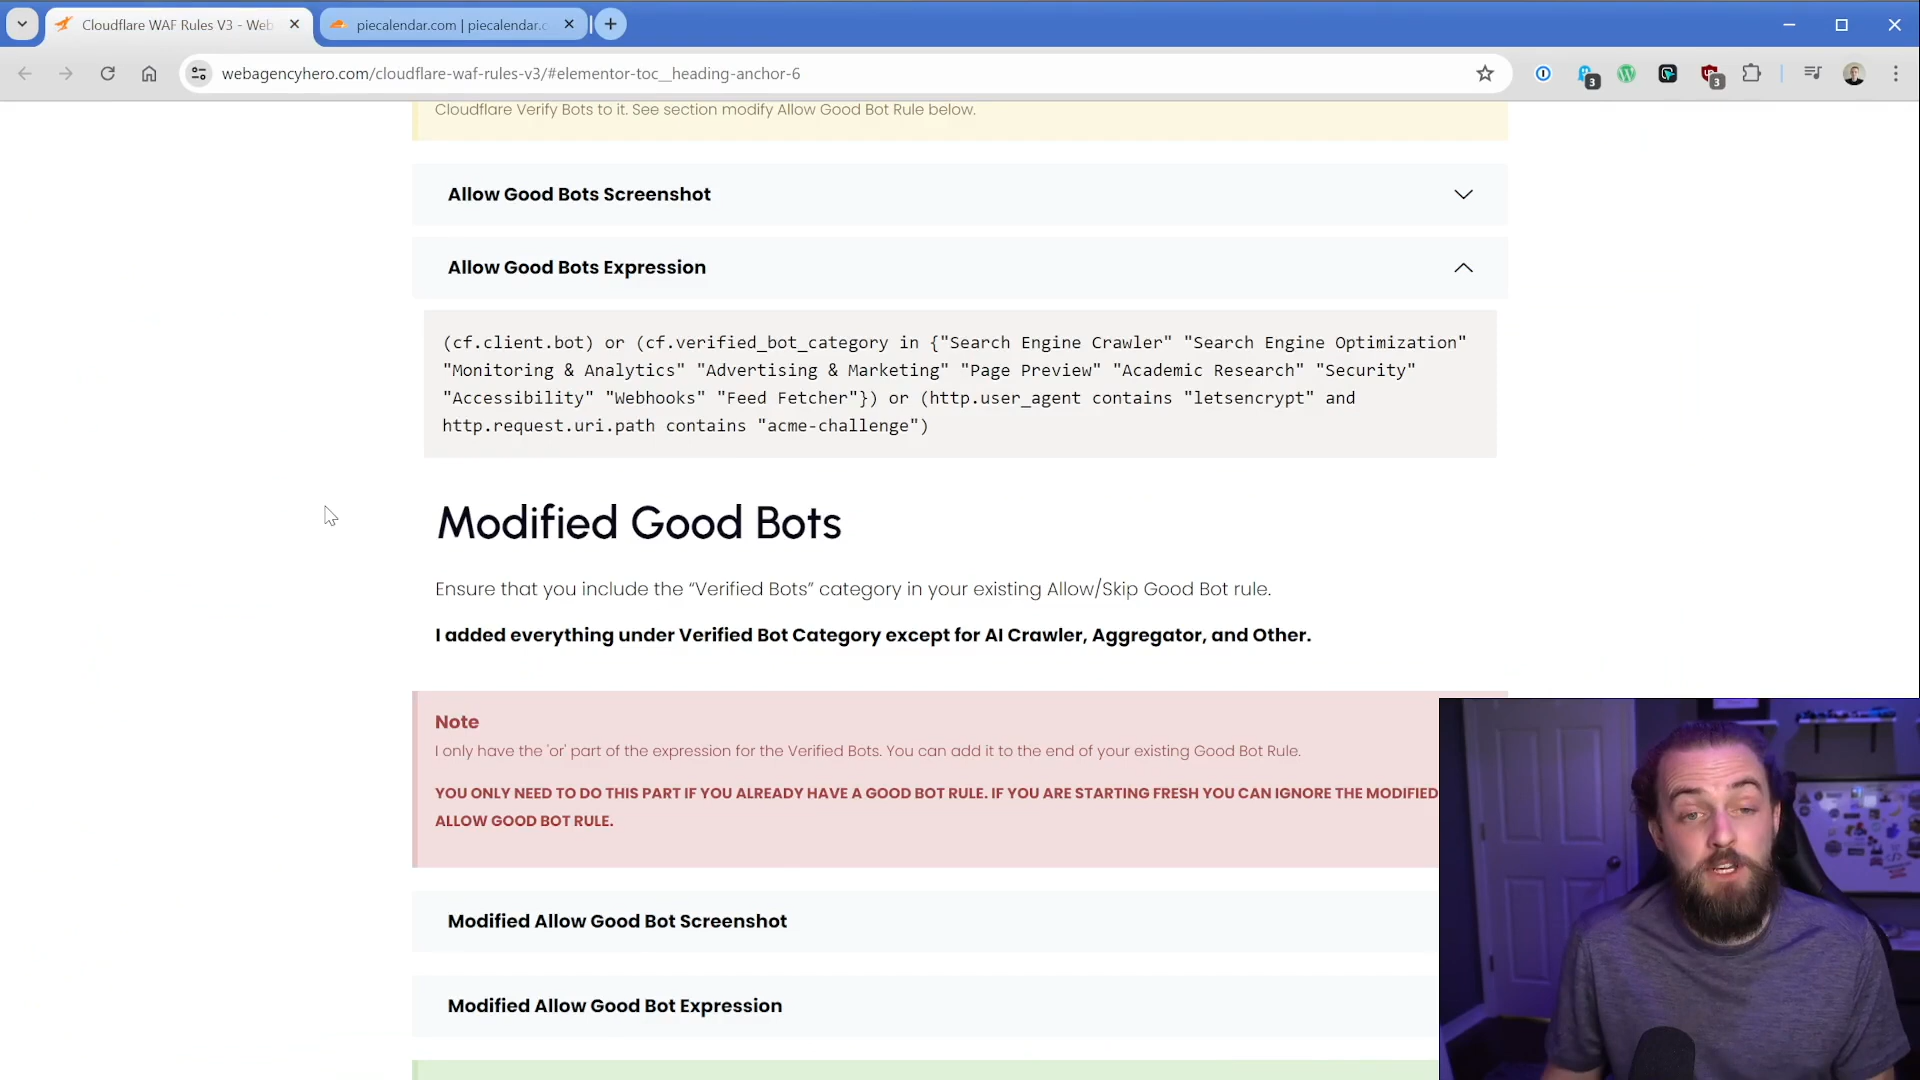 Cloudflare WAF Rules V3 - Web
piecalendar.com | piecalendar.c
webagencyhero.com/cloudflare-waf-rules-v3/#elementor-toc__heading-anchor-6
3
3
Cloudflare Verify Bots to it. See section modify Allow Good Bot Rule below.
Allow Good Bots Screenshot
Allow Good Bots Expression
(cf.client.bot) or (cf.verified_bot_category in {"Search Engine Crawler" "Search Engine Optimization"
"Monitoring & Analytics" "Advertising & Marketing" "Page Preview" "Academic Research" "Security"
"Accessibility" "Webhooks" "Feed Fetcher"}) or (http.user_agent contains "letsencrypt" and
http.request.uri.path contains "acme-challenge")
Modified Good Bots
Ensure that you include the “Verified Bots” category in your existing Allow/Skip Good Bot rule.
I added everything under Verified Bot Category except for AI Crawler, Aggregator, and Other.
Note
I only have the 'or' part of the expression for the Verified Bots. You can add it to the end of your existing Good Bot Rule.
YOU ONLY NEED TO DO THIS PART IF YOU ALREADY HAVE A GOOD BOT RULE. IF YOU ARE STARTING FRESH YOU CAN IGNORE THE MODIFIED
ALLOW GOOD BOT RULE.
Modified Allow Good Bot Screenshot
Modified Allow Good Bot Expression